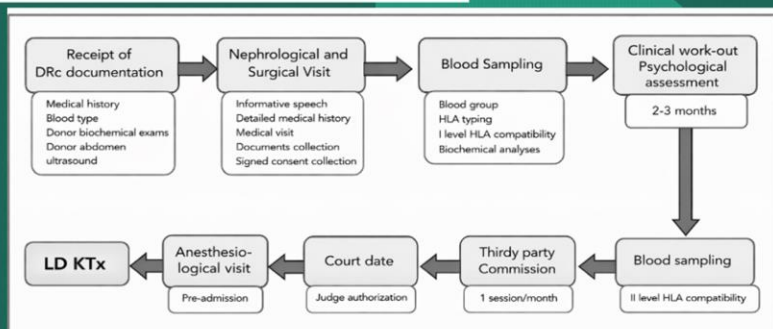 Receipt of
DRc documentation
Medical history
Blood type
Donor biochemical exams
Donor abdomen
ultrasound
Nephrological and
Surgical Visit
Informative speech
Detailed medical history
Medical visit
Documents collection
Signed consent collection
Blood Sampling
Blood group
HLA typing
I level HLA compatibility
Biochemical analyses
Clinical work-out
Psychological
assessment
2-3 months
Blood sampling
II level HLA compatibility
Thirdy party
Commission
1 session/month
Court date
Judge authorization
Anesthesio-
logical visit
Pre-admission
LD KTx